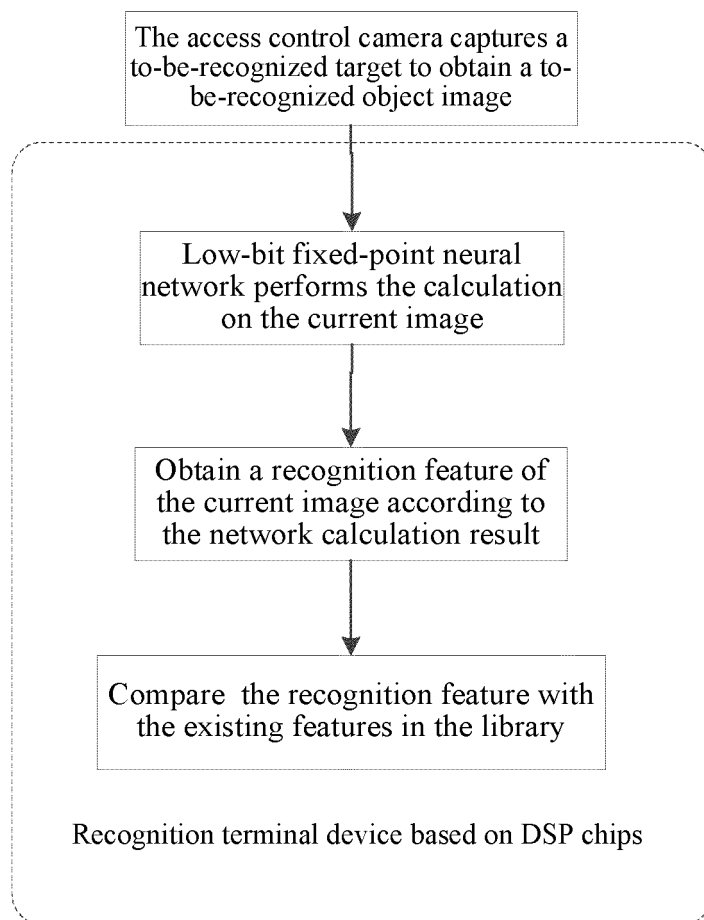 The access control camera captures a
to-be-recognized target to obtain a to-
be-recognized object image
Low-bit fixed-point neural
network performs the calculation
on the current image
Obtain a recognition feature of
the current image according to
the network calculation result
Compare the recognition feature with
the existing features in the library
Recognition terminal device based on DSP chips